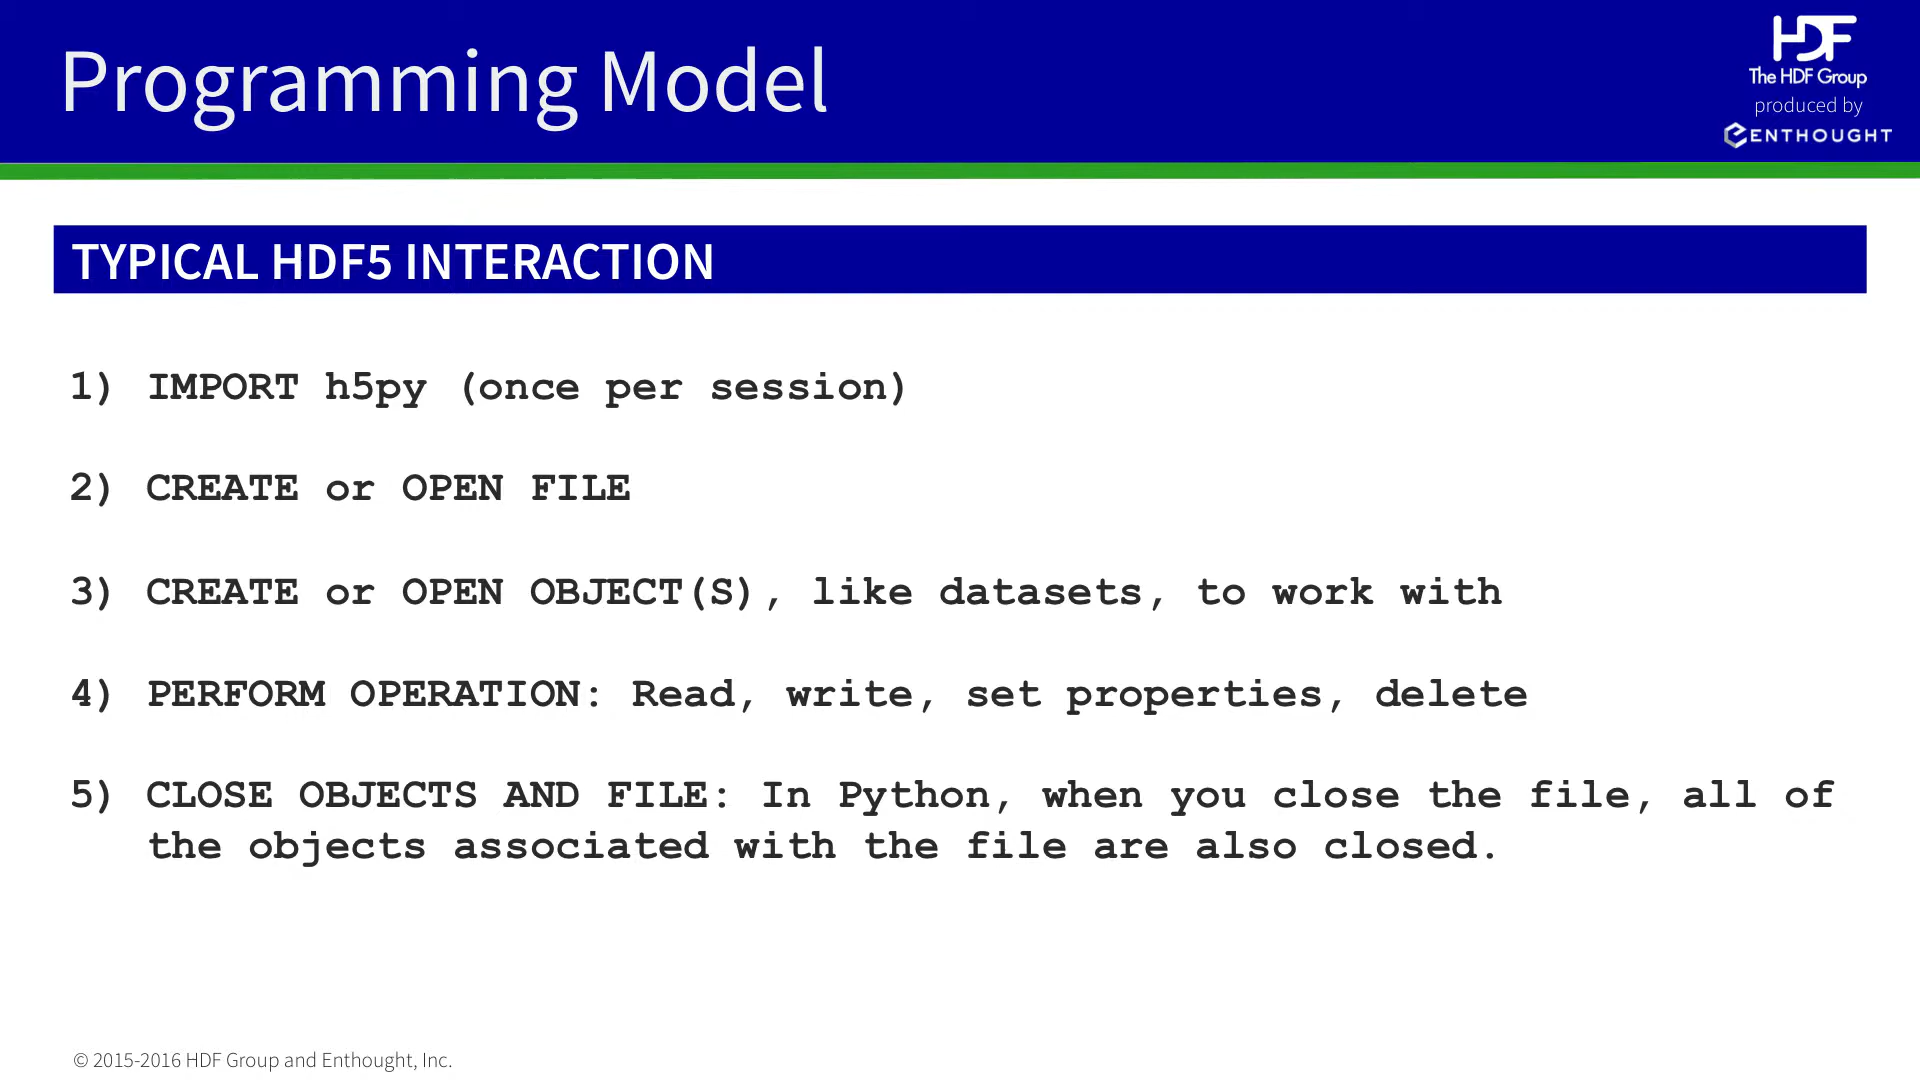 Programming Model
HDF
The HDF Group
produced by
ENTHOUGHT
TYPICAL HDF5 INTERACTION
1) IMPORT h5py (once per session)
2) CREATE or OPEN FILE
3) CREATE or OPEN OBJECT(S), like datasets, to work with
4) PERFORM OPERATION: Read, write, set properties, delete
5) CLOSE OBJECTS AND FILE: In Python, when you close the file, all of
the objects associated with the file are also closed.
© 2015-2016 HDF Group and Enthought, Inc.